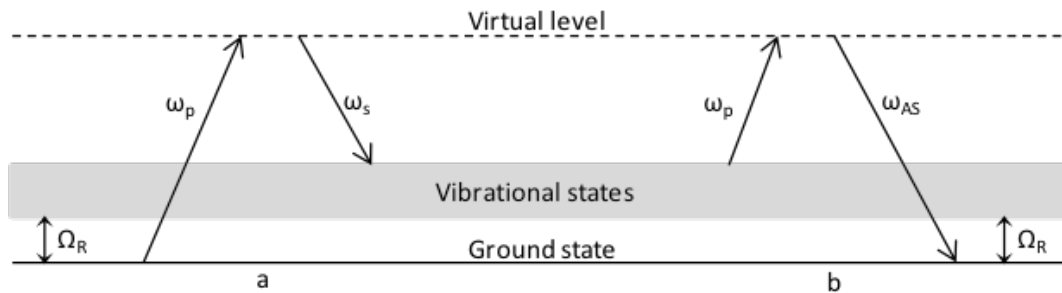 Virtual level
ωp
ωs
ωp
ωAS
Vibrational states
ΩR
Ground state
ΩR
a
b